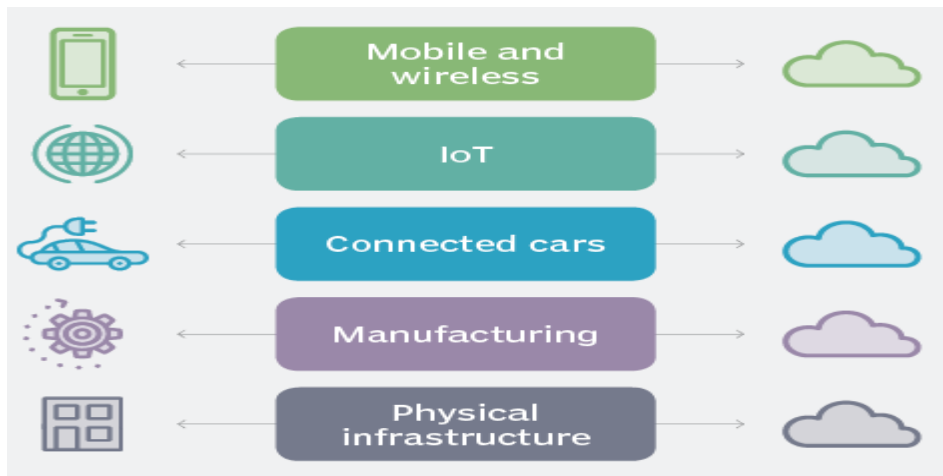 Mobile and
wireless
IoT
Connected cars
Manufacturing
Physical
infrastructure